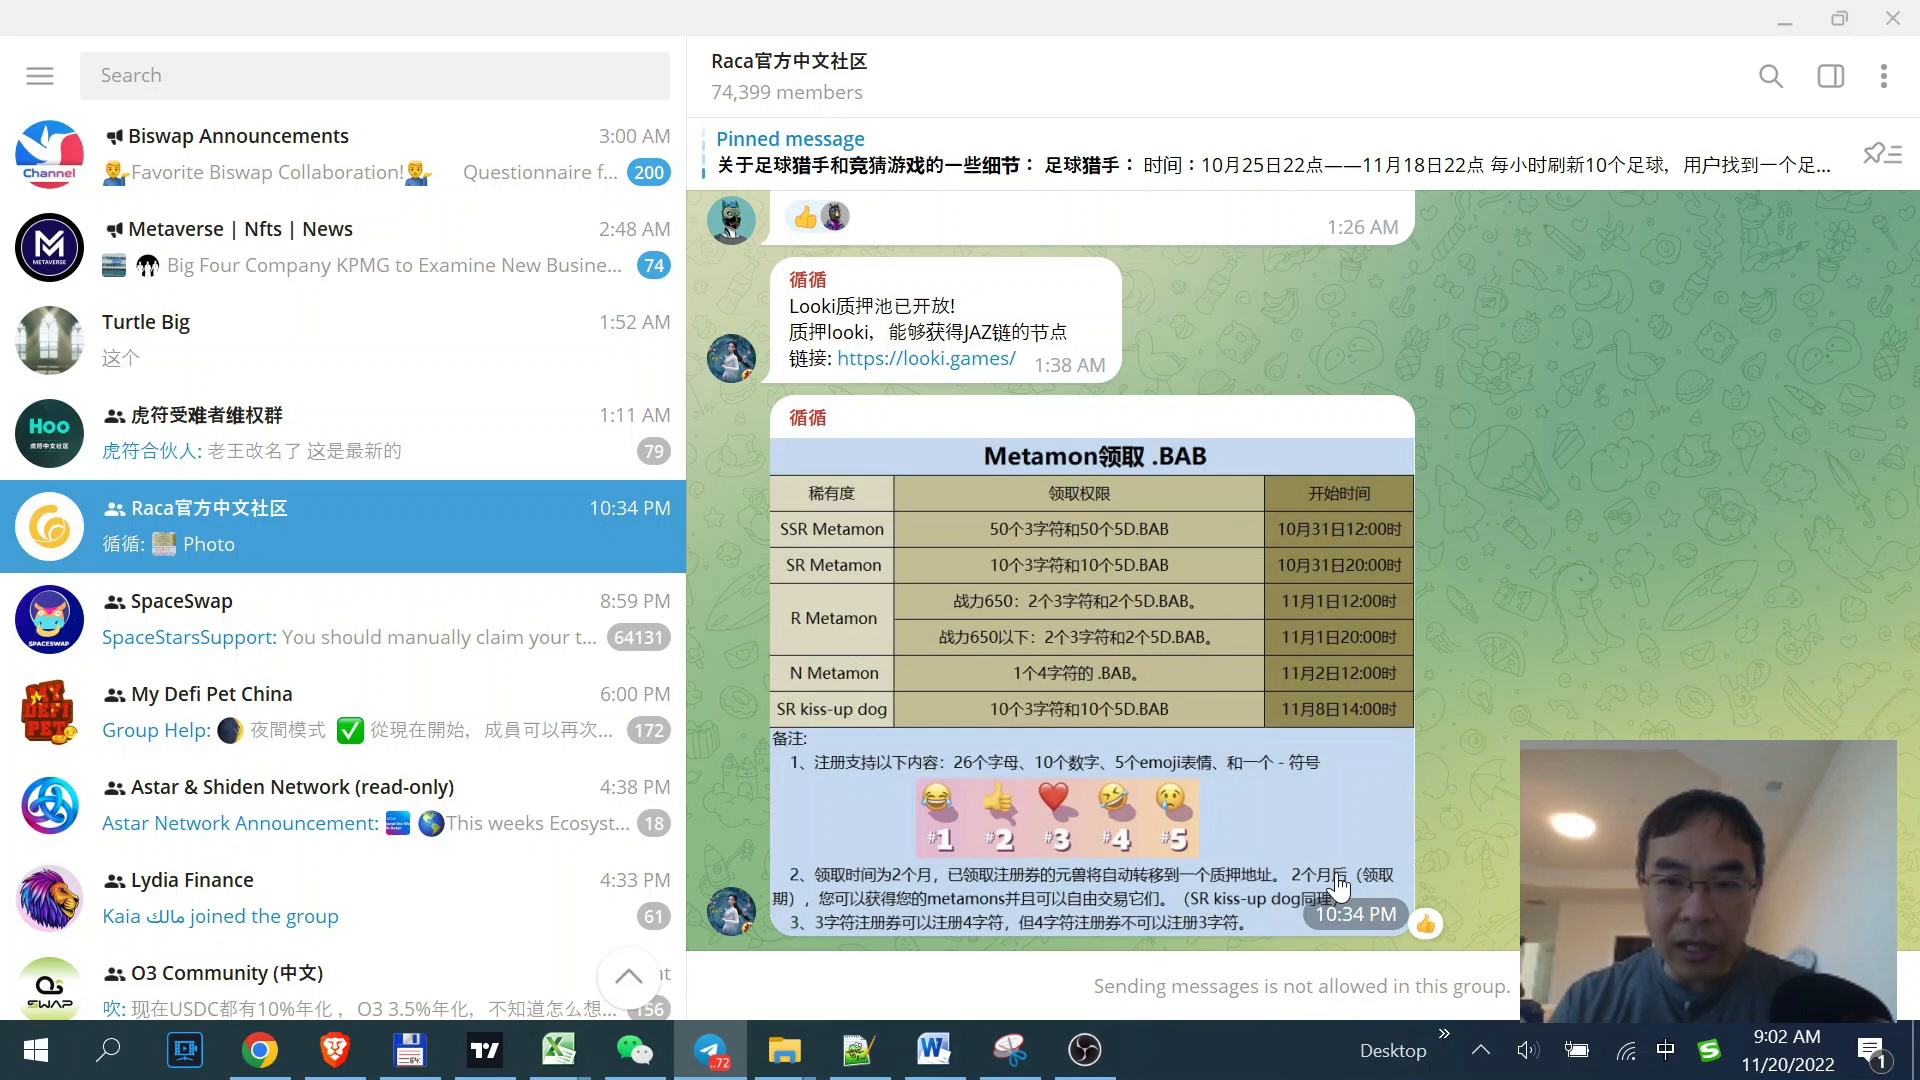 Search
Biswap Announcements
3:00 AM
Channel
Favorite Biswap Collaboration!
Questionnaire f...
200
Metaverse | Nfts | News
2:48 AM
METAVERSE
Big Four Company KPMG to Examine New Busine...
74
Turtle Big
1:52 AM
这个
虎符受难者维权群
1:11 AM
Hoo
虎符中文社区
虎符合伙人: 老王改名了 这是最新的
79
Raca官方中文社区
10:34 PM
循循: Photo
SpaceSwap
8:59 PM
SPACESWAP
SpaceStarsSupport: You should manually claim your t...
64131
My Defi Pet China
6:00 PM
MY DEFI PET
Group Help: 夜間模式 ✅ 從現在開始，成員可以再次...
172
Astar & Shiden Network (read-only)
4:38 PM
Astar Network Announcement: This weeks Ecosyst...
18
Lydia Finance
4:33 PM
Kaia مالك joined the group
61
O3 Community (中文)
SWAP
吹: 现在USDC都有10%年化 ，O3 3.5%年化，不知道怎么想...
156
Raca官方中文社区
74,399 members
Pinned message
关于足球猎手和竞猜游戏的一些细节： 足球猎手： 时间：10月25日22点——11月18日22点 每小时刷新10个足球，用户找到一个足...
1:26 AM
循循
Looki质押池已开放!
质押looki，能够获得JAZ链的节点
链接: https://looki.games/
1:38 AM
循循
Metamon领取 .BAB
稀有度 领取权限 开始时间
SSR Metamon 50个3字符和50个5D.BAB 10月31日12:00时
SR Metamon 10个3字符和10个5D.BAB 10月31日20:00时
R Metamon 战力650：2个3字符和2个5D.BAB。 11月1日12:00时
战力650以下：2个3字符和2个5D.BAB。 11月1日20:00时
N Metamon 1个4字符的 .BAB。 11月2日12:00时
SR kiss-up dog 10个3字符和10个5D.BAB 11月8日14:00时
备注:
1、注册支持以下内容：26个字母、10个数字、5个emoji表情、和一个 - 符号
#1 #2 #3 #4 #5
2、领取时间为2个月，已领取注册券的元兽将自动转移到一个质押地址。 2个月后（领取
期），您可以获得您的metamons并且可以自由交易它们。（SR kiss-up dog同理
3、3字符注册券可以注册4字符，但4字符注册券不可以注册3字符。
10:34 PM
Sending messages is not allowed in this group.
64
..72
Desktop
中
9:02 AM
11/20/2022
1